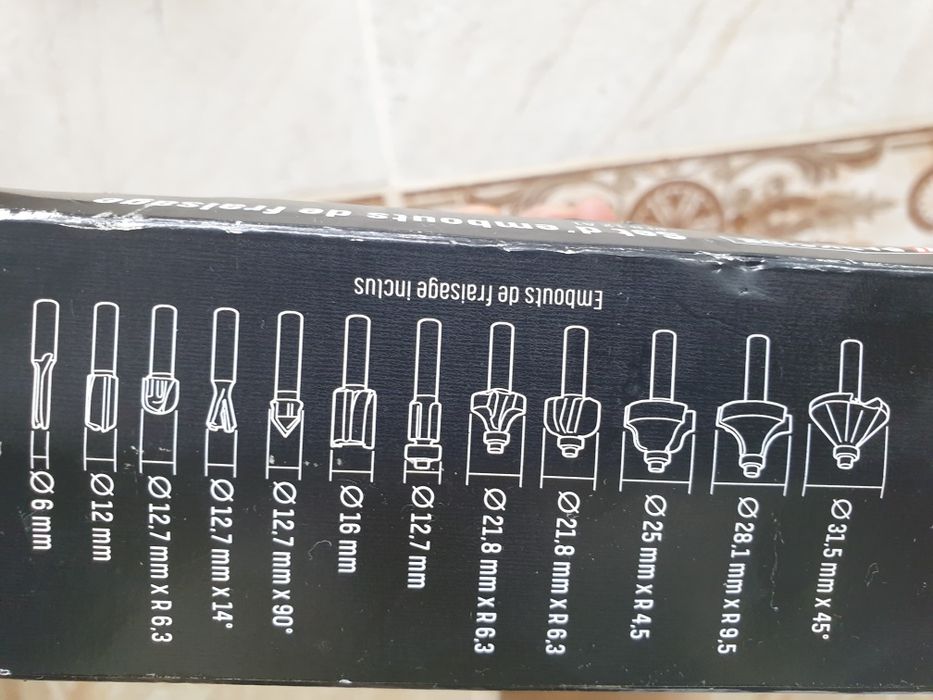 Set d'embouts de fraisage
Embouts de fraisage inclus
Ø 6 mm
Ø 12 mm
Ø 12,7 mm x R 6,3
Ø 12,7 mm x 14°
Ø 12,7 mm x 90°
Ø 16 mm
Ø 12,7 mm
Ø 21,8 mm x R 6,3
Ø 21,8 mm x R 6,3
Ø 25 mm x R 4,5
Ø 28,1 mm x R 9,5
Ø 31,5 mm x 45°